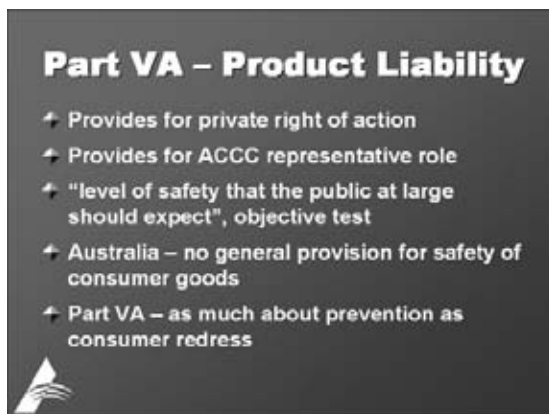 Part VA – Product Liability
Provides for private right of action
Provides for ACCC representative role
"level of safety that the public at large
should expect", objective test
Australia – no general provision for safety of
consumer goods
Part VA – as much about prevention as
consumer redress